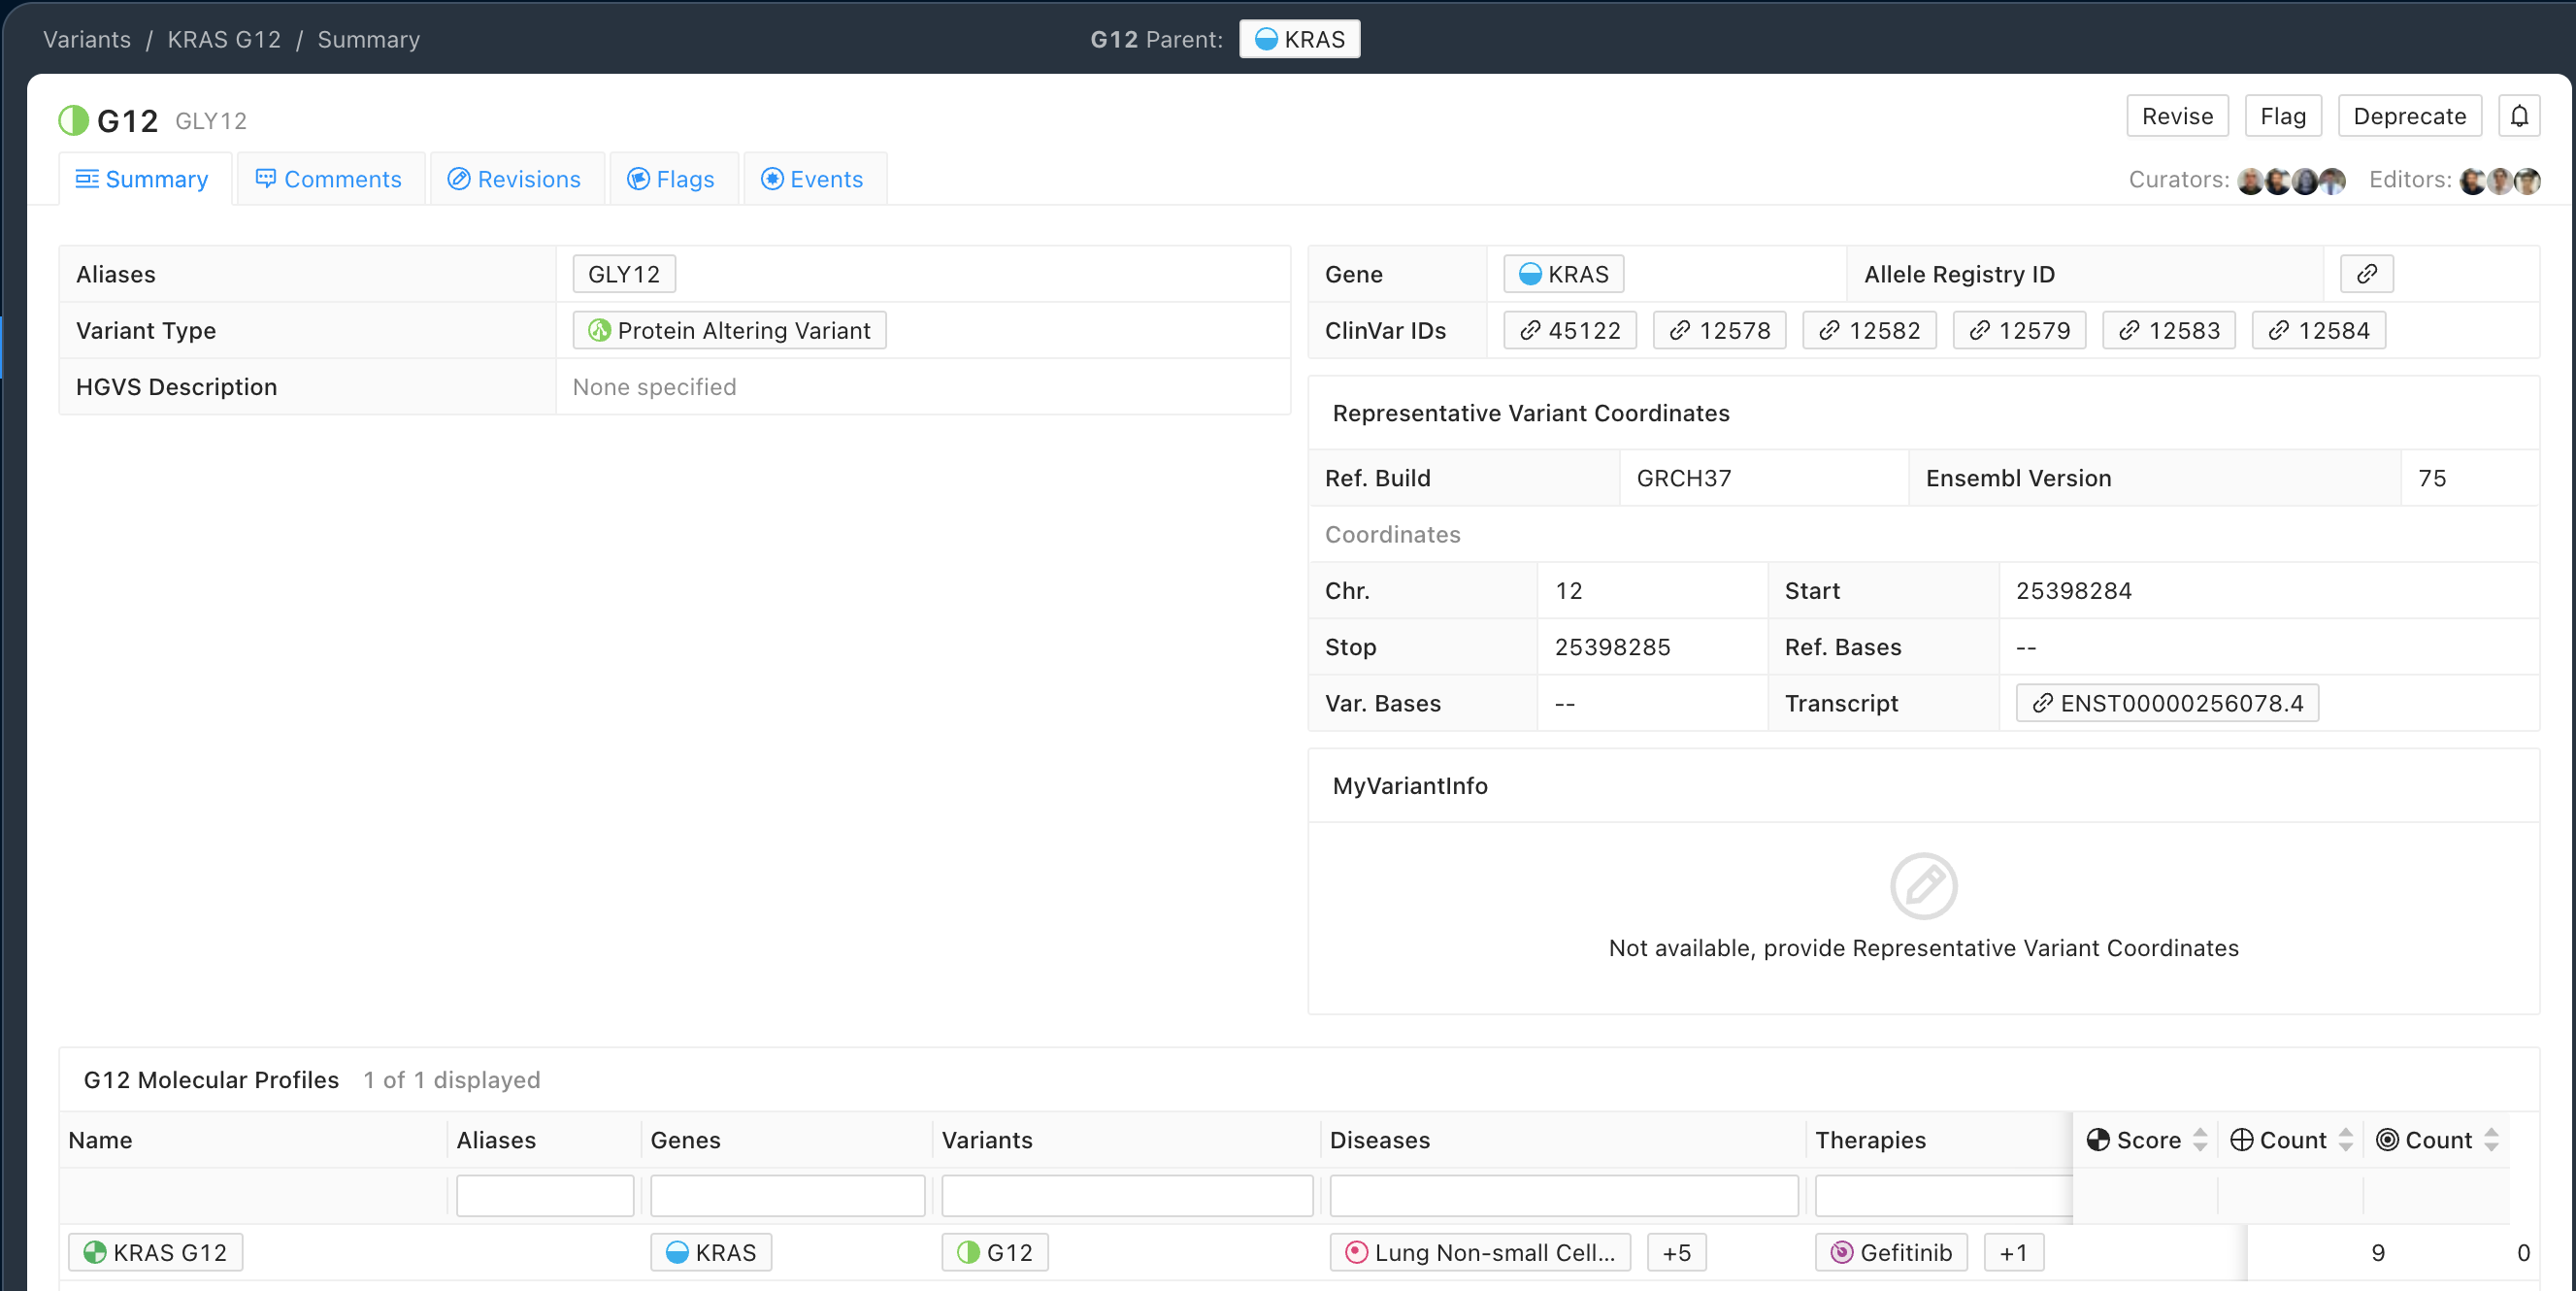 Variants / KRAS G12 / Summary
G12 Parent: KRAS
G12 GLY12
Revise Flag Deprecate
Summary Comments Revisions Flags Events
Curators: Editors:
Aliases GLY12
Variant Type Protein Altering Variant
HGVS Description None specified
Gene KRAS Allele Registry ID
ClinVar IDs 45122 12578 12582 12579 12583 12584
Representative Variant Coordinates
Ref. Build GRCH37 Ensembl Version 75
Coordinates
Chr. 12 Start 25398284
Stop 25398285 Ref. Bases --
Var. Bases -- Transcript ENST00000256078.4
MyVariantInfo
Not available, provide Representative Variant Coordinates
G12 Molecular Profiles 1 of 1 displayed
Name Aliases Genes Variants Diseases Therapies Score Count Count
KRAS G12 KRAS G12 Lung Non-small Cell... +5 Gefitinib +1 9 0